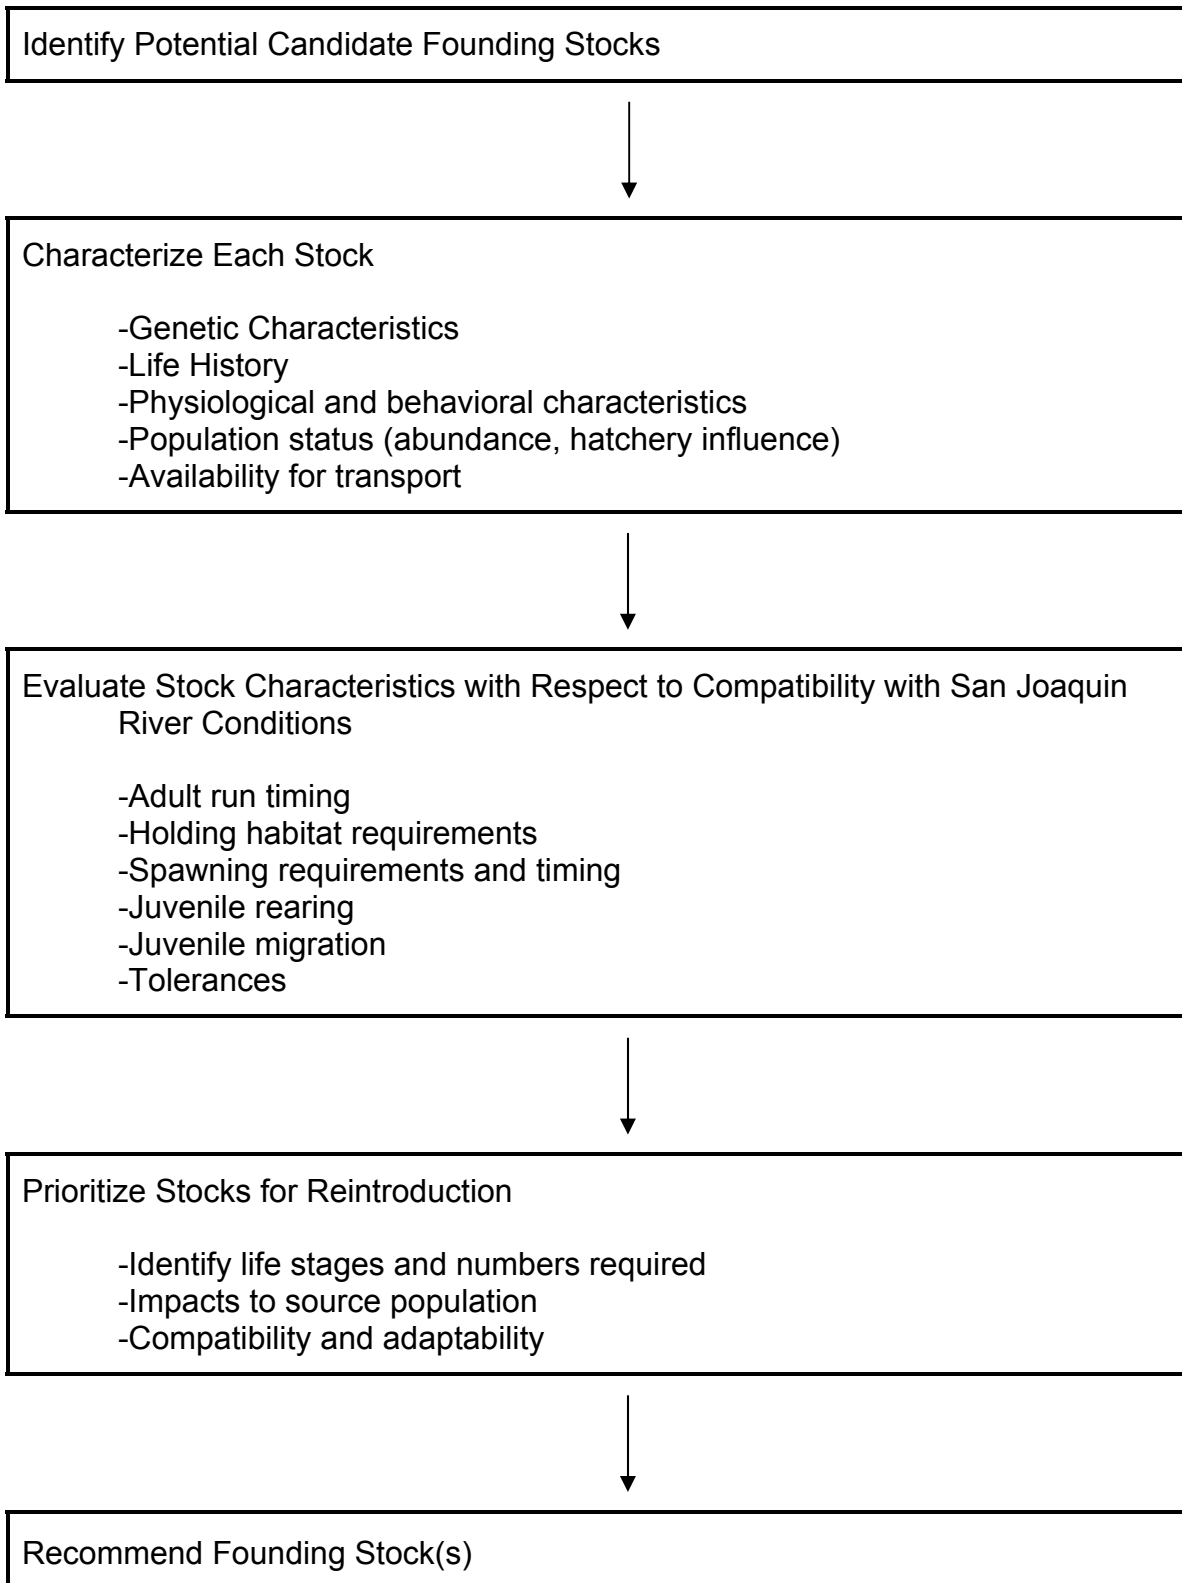 Identify Potential Candidate Founding Stocks
Characterize Each Stock
-Genetic Characteristics
-Life History
-Physiological and behavioral characteristics
-Population status (abundance, hatchery influence)
-Availability for transport
Evaluate Stock Characteristics with Respect to Compatibility with San Joaquin
River Conditions
-Adult run timing
-Holding habitat requirements
-Spawning requirements and timing
-Juvenile rearing
-Juvenile migration
-Tolerances
Prioritize Stocks for Reintroduction
-Identify life stages and numbers required
-Impacts to source population
-Compatibility and adaptability
Recommend Founding Stock(s)